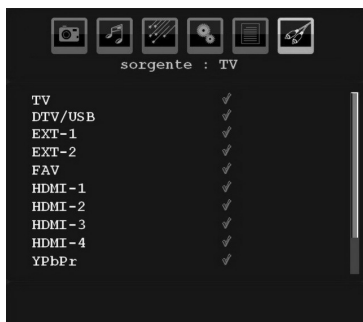 sorgente : TV
TV
DTV/USB
EXT-1
EXT-2
FAV
HDMI-1
HDMI-2
HDMI-3
HDMI-4
YPbPr